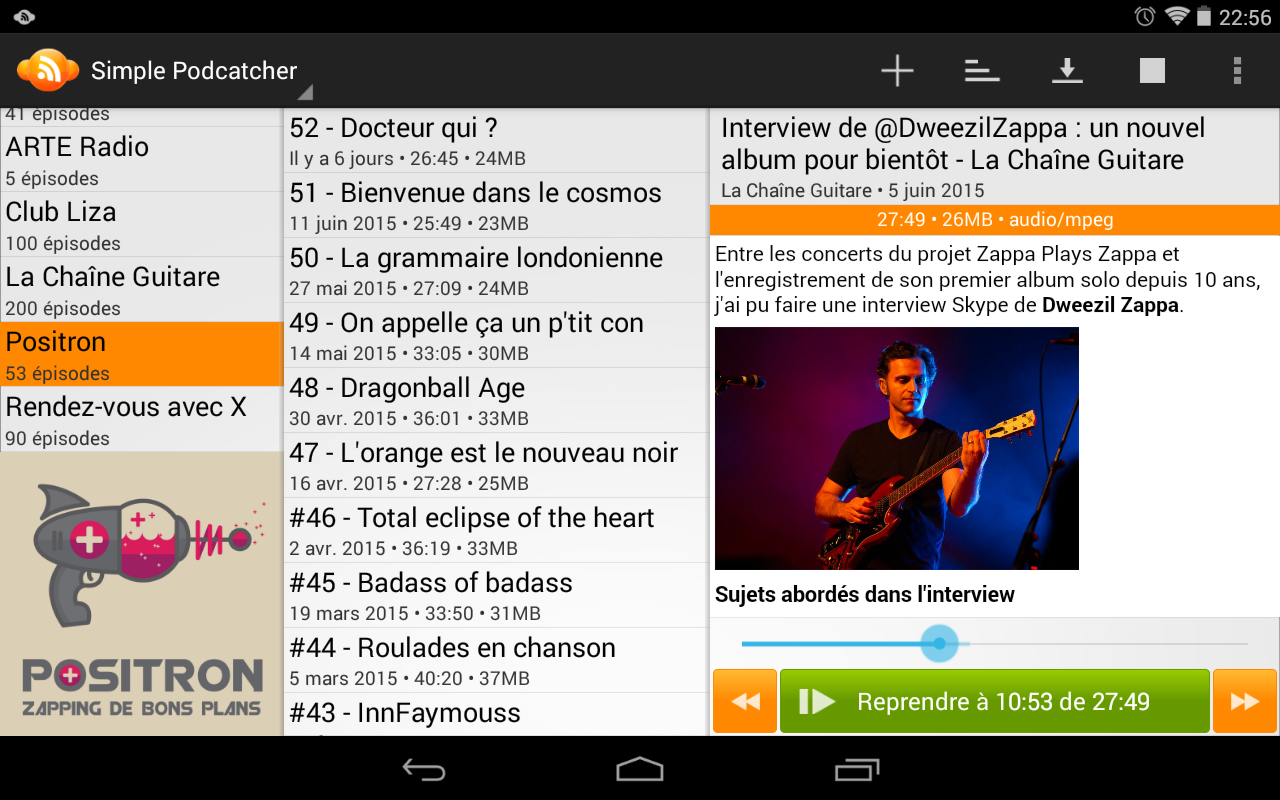 22:56
Simple Podcatcher
41 épisodes
ARTE Radio
5 épisodes
Club Liza
100 épisodes
La Chaîne Guitare
200 épisodes
Positron
53 épisodes
Rendez-vous avec X
90 épisodes
POSITRON
ZAPPING DE BONS PLANS
52 - Docteur qui ?
Il y a 6 jours • 26:45 • 24MB
51 - Bienvenue dans le cosmos
11 juin 2015 • 25:49 • 23MB
50 - La grammaire londonienne
27 mai 2015 • 27:09 • 24MB
49 - On appelle ça un p'tit con
14 mai 2015 • 33:05 • 30MB
48 - Dragonball Age
30 avr. 2015 • 36:01 • 33MB
47 - L'orange est le nouveau noir
16 avr. 2015 • 27:28 • 25MB
#46 - Total eclipse of the heart
2 avr. 2015 • 36:19 • 33MB
#45 - Badass of badass
19 mars 2015 • 33:50 • 31MB
#44 - Roulades en chanson
5 mars 2015 • 40:20 • 37MB
#43 - InnFaymouss
Interview de @DweezilZappa : un nouvel
album pour bientôt - La Chaîne Guitare
La Chaîne Guitare • 5 juin 2015
27:49 • 26MB • audio/mpeg
Entre les concerts du projet Zappa Plays Zappa et
l'enregistrement de son premier album solo depuis 10 ans,
j'ai pu faire une interview Skype de Dweezil Zappa.
Sujets abordés dans l'interview
Reprendre à 10:53 de 27:49